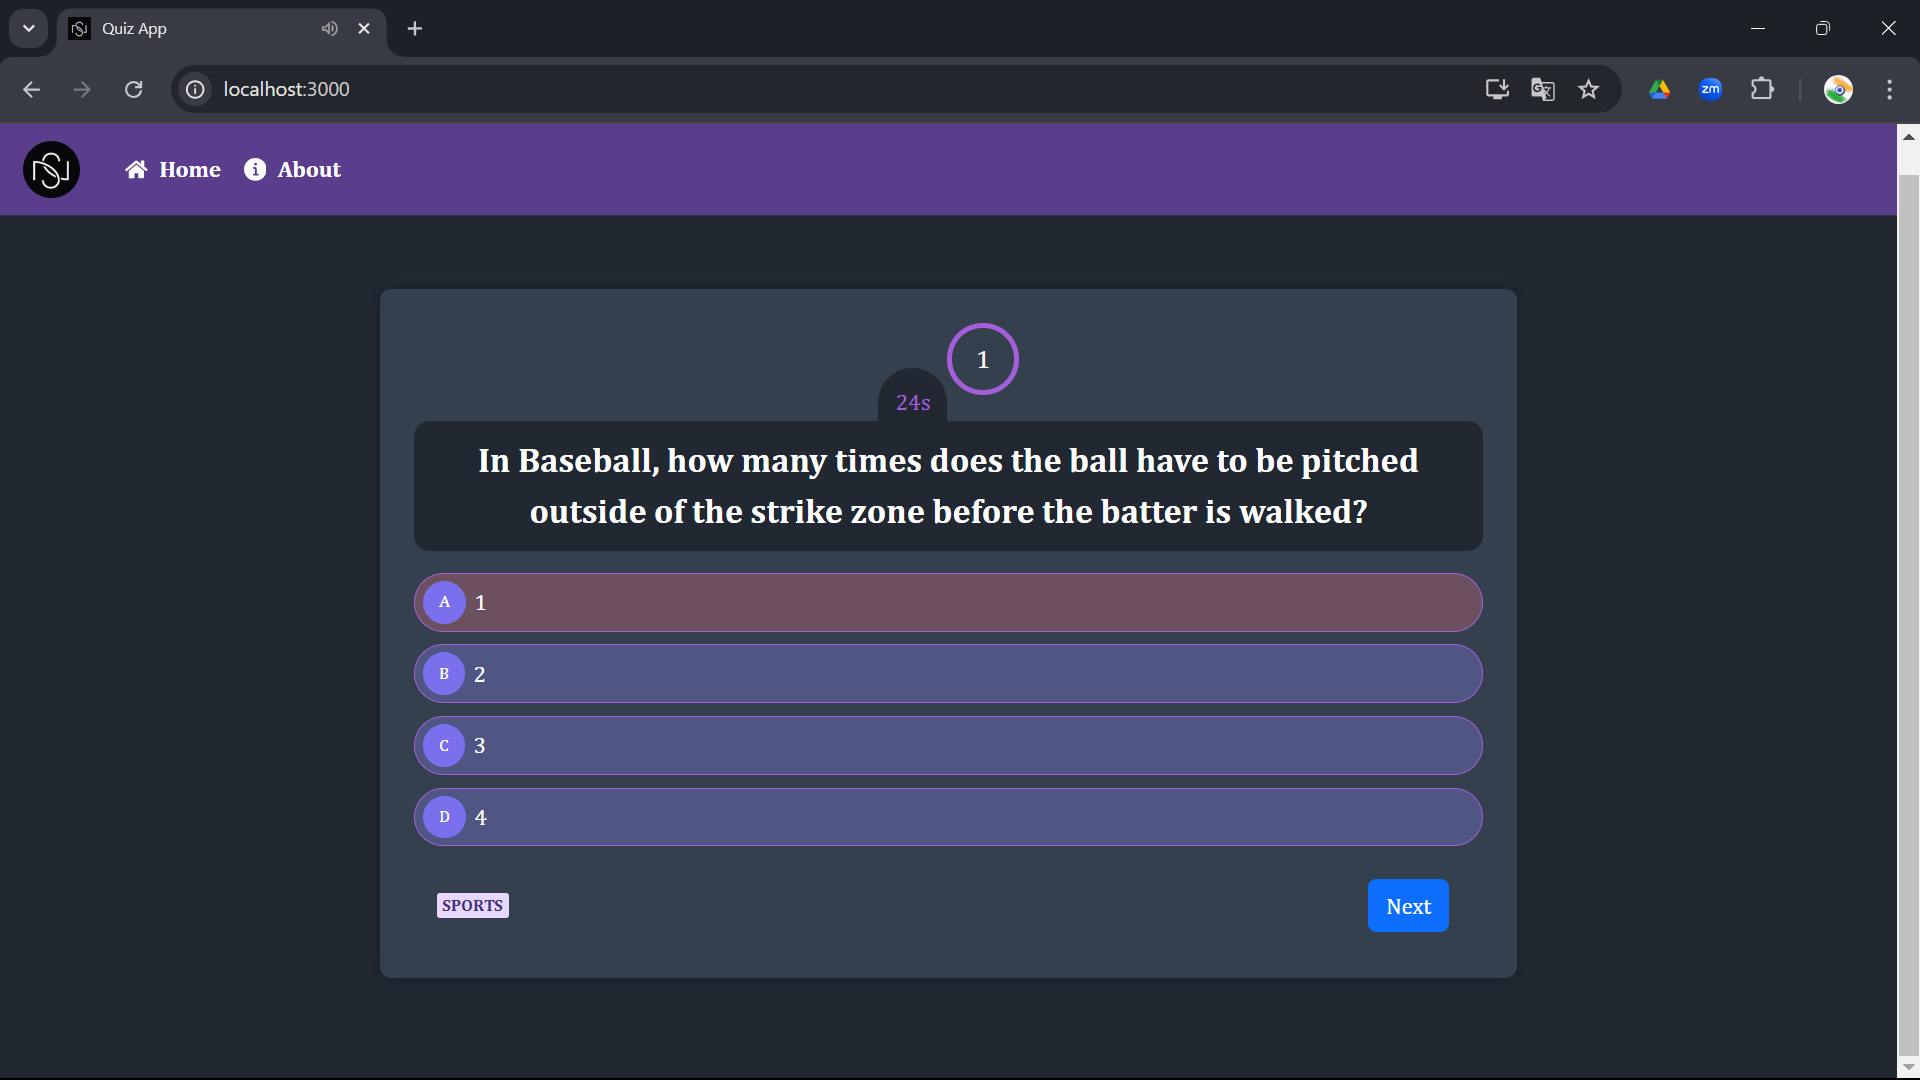 Quiz App
localhost:3000
zm
Home About
1
24s
In Baseball, how many times does the ball have to be pitched
outside of the strike zone before the batter is walked?
A 1
B 2
C 3
D 4
SPORTS
Next